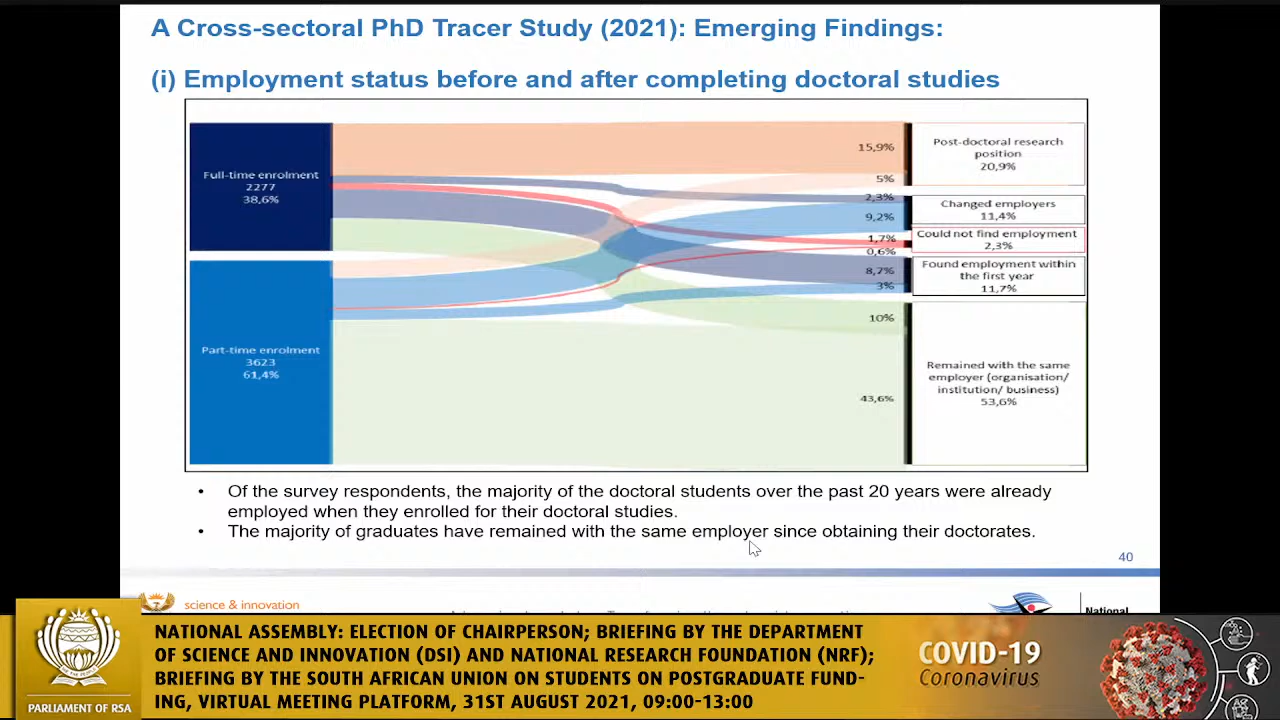 A Cross-sectoral PhD Tracer Study (2021): Emerging Findings:
(i) Employment status before and after completing doctoral studies
Full-time enrolment
2277
38,6%
Part-time enrolment
3623
61,4%
15,9%
5%
2,3%
9,2%
1,7%
0,6%
8,7%
3%
10%
43,6%
Post-doctoral research
position
20,9%
Changed employers
11,4%
Could not find employment
2,3%
Found employment within
the first year
11,7%
Remained with the same
employer (organisation/
institution/ business)
53,6%
• Of the survey respondents, the majority of the doctoral students over the past 20 years were already
employed when they enrolled for their doctoral studies.
• The majority of graduates have remained with the same employer since obtaining their doctorates.
40
science & innovation
National
PARLIAMENT OF RSA
NATIONAL ASSEMBLY: ELECTION OF CHAIRPERSON; BRIEFING BY THE DEPARTMENT
OF SCIENCE AND INNOVATION (DSI) AND NATIONAL RESEARCH FOUNDATION (NRF);
BRIEFING BY THE SOUTH AFRICAN UNION ON STUDENTS ON POSTGRADUATE FUND-
ING, VIRTUAL MEETING PLATFORM, 31ST AUGUST 2021, 09:00-13:00
COVID-19
Coronavirus